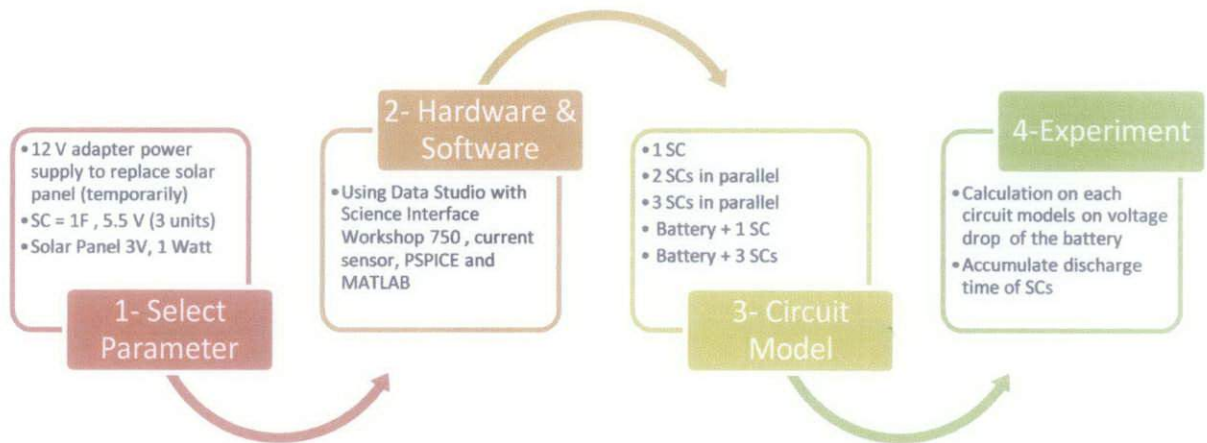 • 12 V adapter power
supply to replace solar
panel (temporarily)
• SC = 1F , 5.5 V (3 units)
• Solar Panel 3V, 1 Watt
1- Select
Parameter
2- Hardware &
Software
• Using Data Studio with
Science Interface
Workshop 750 , current
sensor, PSPICE and
MATLAB
• 1 SC
• 2 SCs in parallel
• 3 SCs in parallel
• Battery + 1 SC
• Battery + 3 SCs
3- Circuit
Model
4-Experiment
• Calculation on each
circuit models on voltage
drop of the battery
• Accumulate discharge
time of SCs